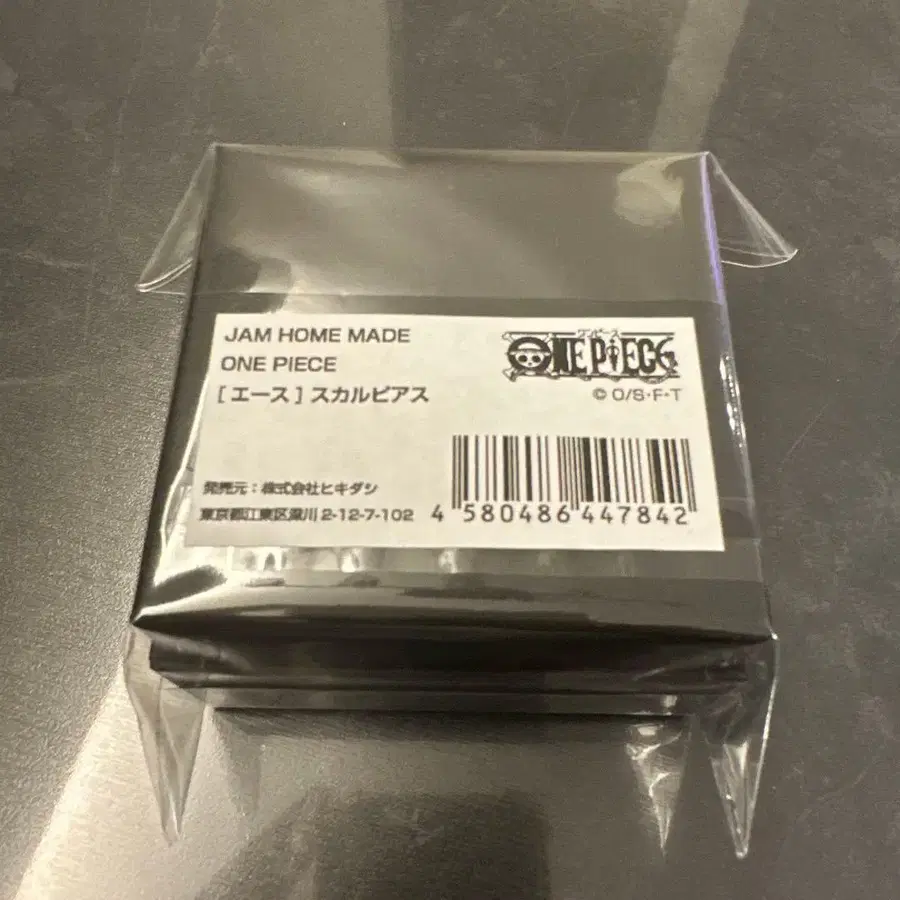 JAM HOME MADE
ONE PIECE
[ エース ] スカルピアス
ワンピース
ONE PIECE
© O/S・F・T
発売元：株式会社ヒキダシ
東京都江東区深川 2-12-7-102
4 580486 447842